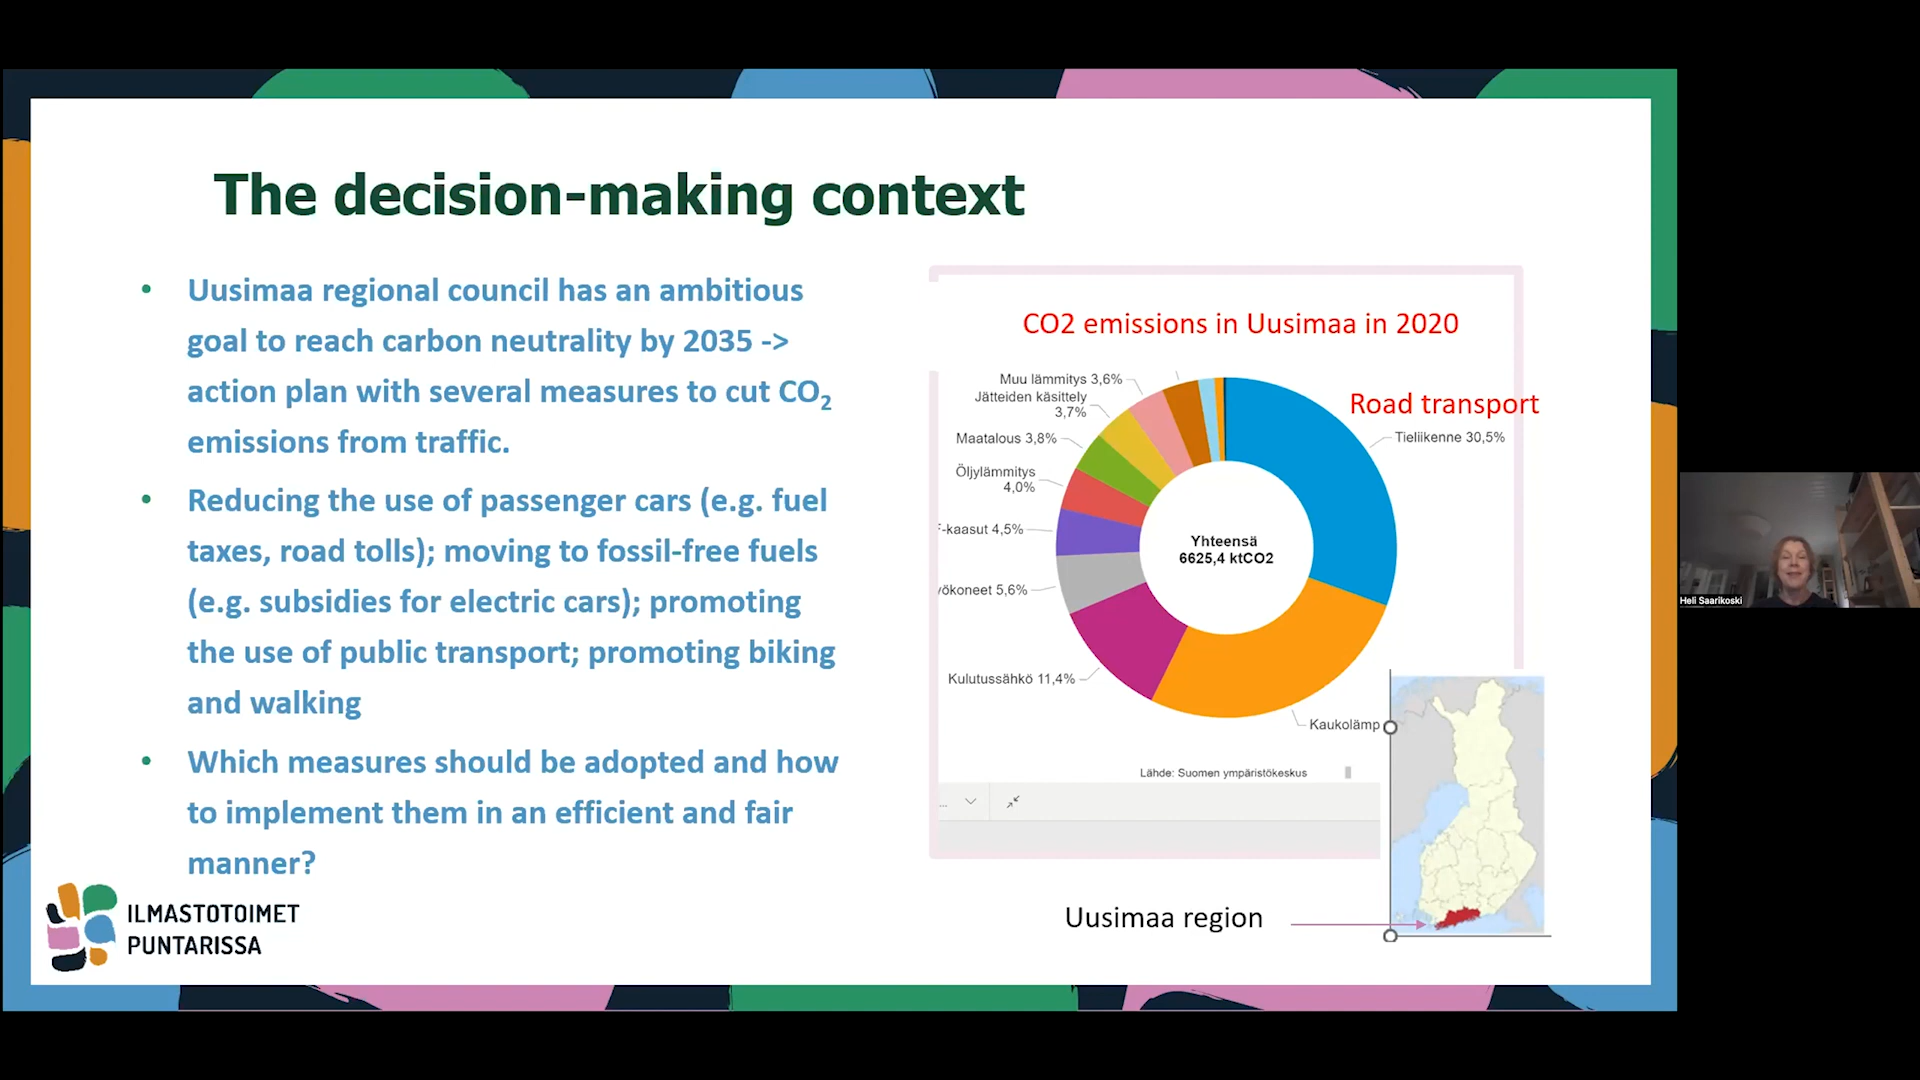 The decision-making context
• Uusimaa regional council has an ambitious
goal to reach carbon neutrality by 2035 ->
action plan with several measures to cut CO₂
emissions from traffic.
• Reducing the use of passenger cars (e.g. fuel
taxes, road tolls); moving to fossil-free fuels
(e.g. subsidies for electric cars); promoting
the use of public transport; promoting biking
and walking
• Which measures should be adopted and how
to implement them in an efficient and fair
manner?
ILMASTOTOIMET
PUNTARISSA
CO2 emissions in Uusimaa in 2020
Road transport
Tieliikenne 30,5%
Muu lämmitys 3,6%
Jätteiden käsittely
3,7%
Maatalous 3,8%
Öljylämmitys
4,0%
F-kaasut 4,5%
yökoneet 5,6%
Kulutussähkö 11,4%
Kaukolämp
Yhteensä
6625,4 ktCO2
Lähde: Suomen ympäristökeskus
...
Uusimaa region
Heli Saarikoski